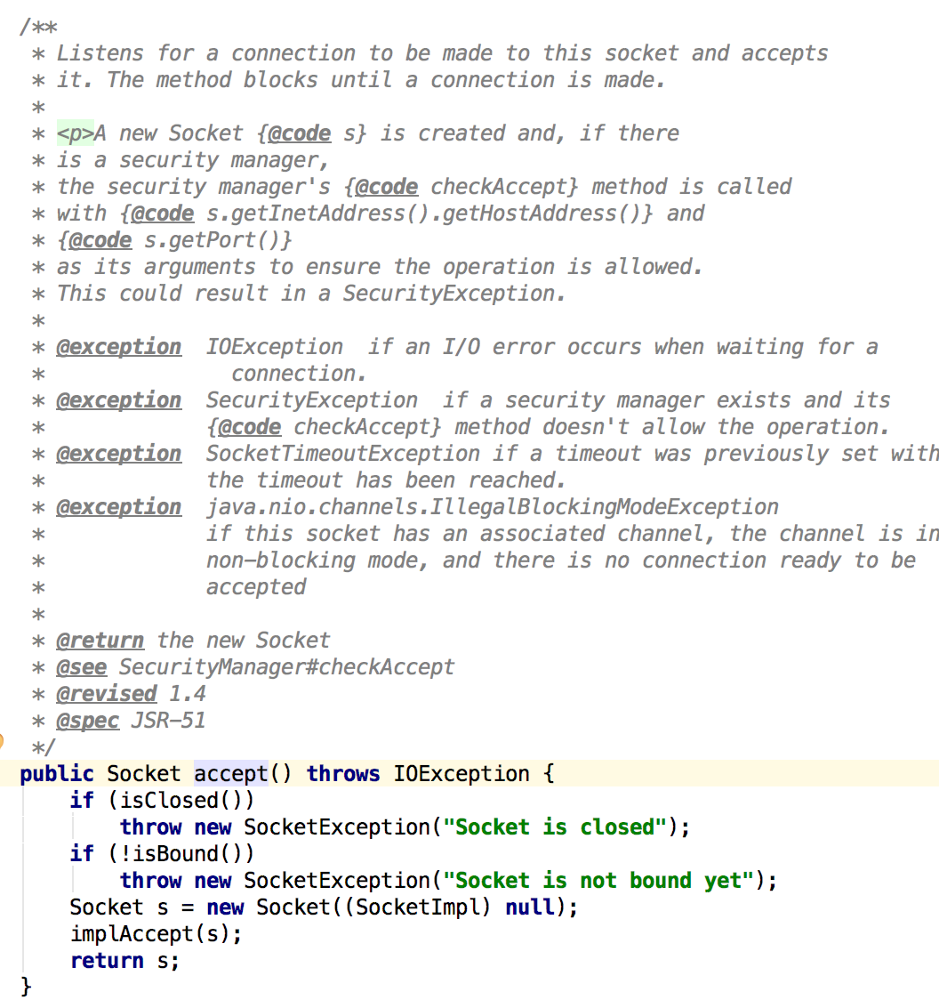 /**
 * Listens for a connection to be made to this socket and accepts
 * it. The method blocks until a connection is made.
 *
 * <p>A new Socket {@code s} is created and, if there
 * is a security manager,
 * the security manager's {@code checkAccept} method is called
 * with {@code s.getInetAddress().getHostAddress()} and
 * {@code s.getPort()}
 * as its arguments to ensure the operation is allowed.
 * This could result in a SecurityException.
 *
 * @exception  IOException  if an I/O error occurs when waiting for a
 *               connection.
 * @exception  SecurityException  if a security manager exists and its
 *             {@code checkAccept} method doesn't allow the operation.
 * @exception  SocketTimeoutException if a timeout was previously set with
 *             the timeout has been reached.
 * @exception  java.nio.channels.IllegalBlockingModeException
 *             if this socket has an associated channel, the channel is in
 *             non-blocking mode, and there is no connection ready to be
 *             accepted
 *
 * @return the new Socket
 * @see SecurityManager#checkAccept
 * @revised 1.4
 * @spec JSR-51
 */
public Socket accept() throws IOException {
    if (isClosed())
        throw new SocketException("Socket is closed");
    if (!isBound())
        throw new SocketException("Socket is not bound yet");
    Socket s = new Socket((SocketImpl) null);
    implAccept(s);
    return s;
}